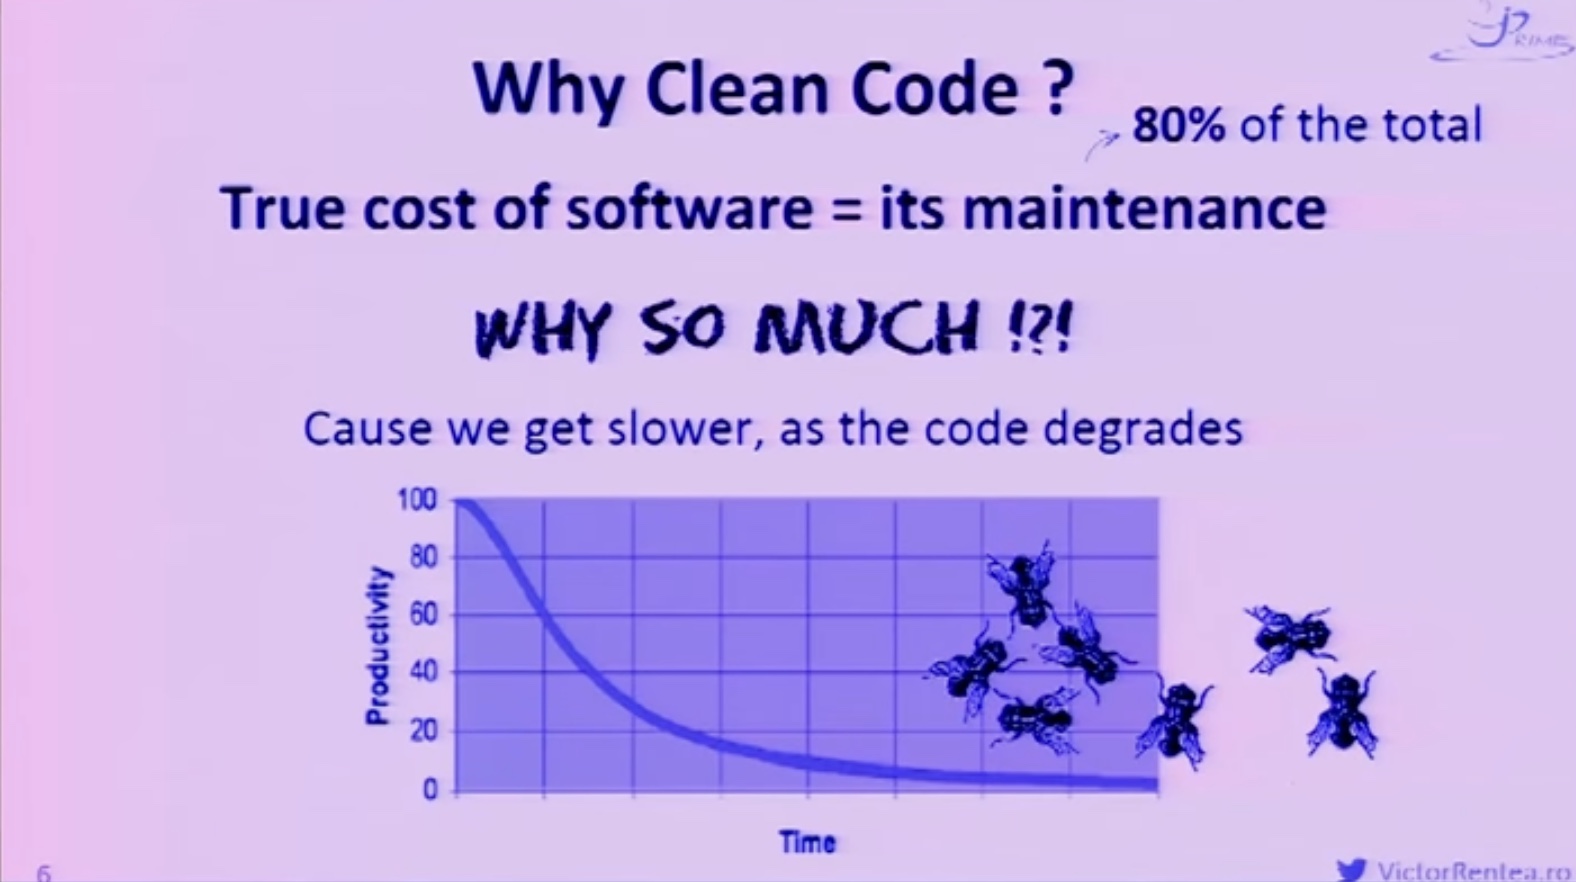 JPRIME
Why Clean Code ?
80% of the total
True cost of software = its maintenance
WHY SO MUCH !?!
Cause we get slower, as the code degrades
100
80
60
40
20
0
Productivity
Time
6
VictorRentea.ro